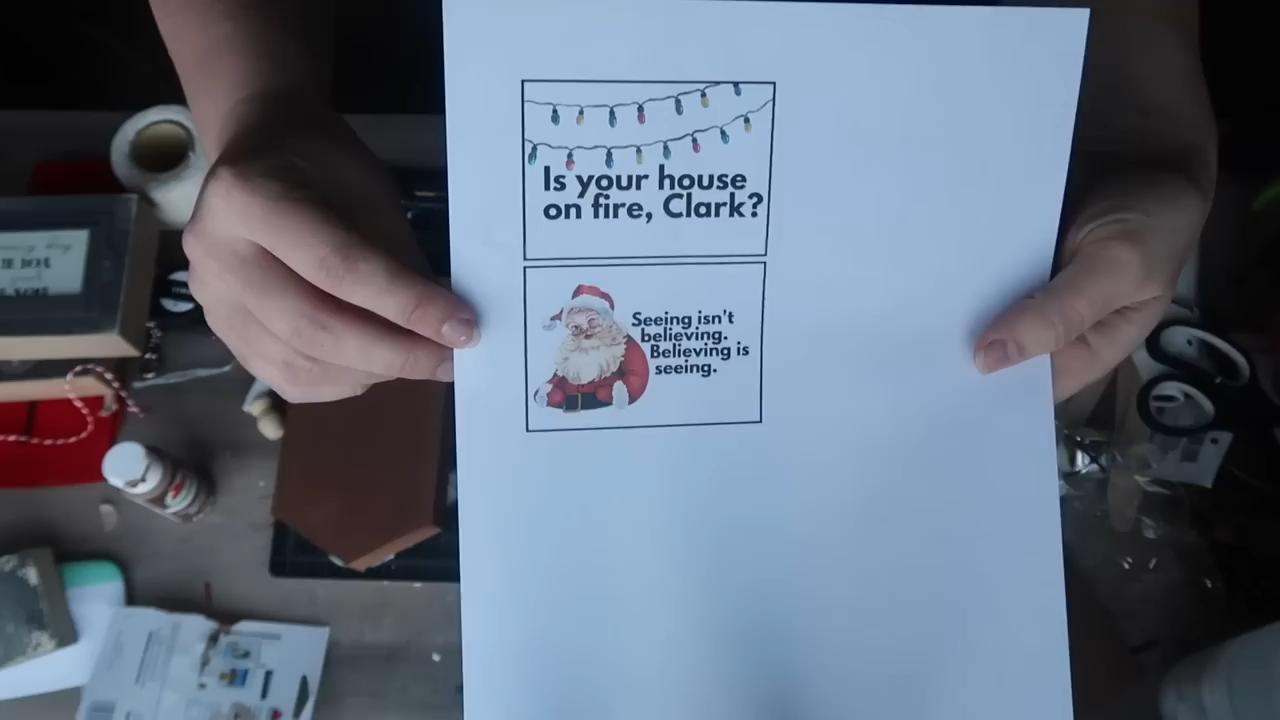 Is your house
on fire, Clark?
Seeing isn't
believing.
Believing is
seeing.